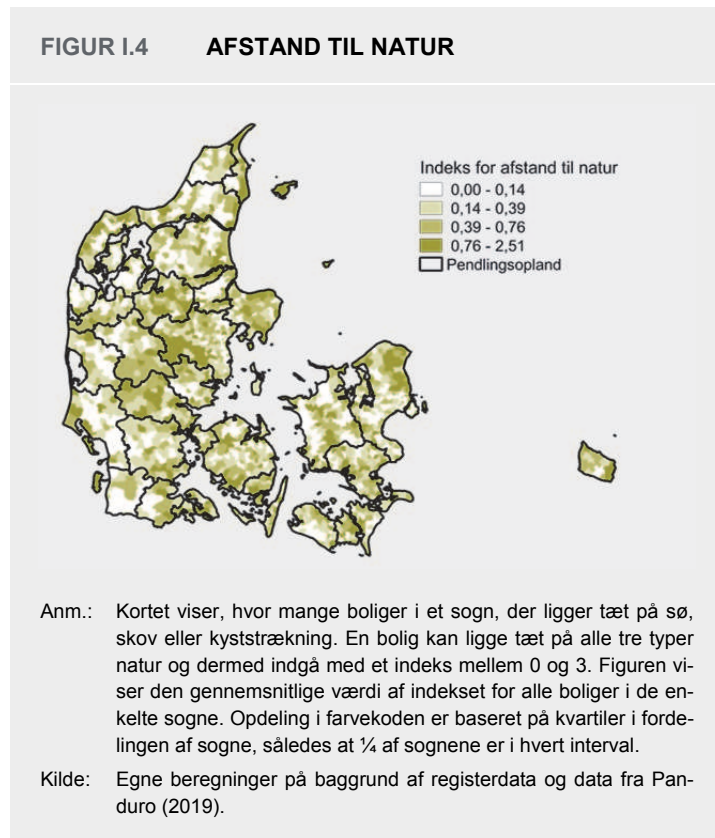 FIGUR I.4 AFSTAND TIL NATUR
Indeks for afstand til natur
0,00 - 0,14
0,14 - 0,39
0,39 - 0,76
0,76 - 2,51
Pendlingsopland
Anm.: Kortet viser, hvor mange boliger i et sogn, der ligger tæt på sø,
skov eller kyststrækning. En bolig kan ligge tæt på alle tre typer
natur og dermed indgå med et indeks mellem 0 og 3. Figuren vi-
ser den gennemsnitlige værdi af indekset for alle boliger i de en-
kelte sogne. Opdeling i farvekoden er baseret på kvartiler i forde-
lingen af sogne, således at ¼ af sognene er i hvert interval.
Kilde: Egne beregninger på baggrund af registerdata og data fra Pan-
duro (2019).